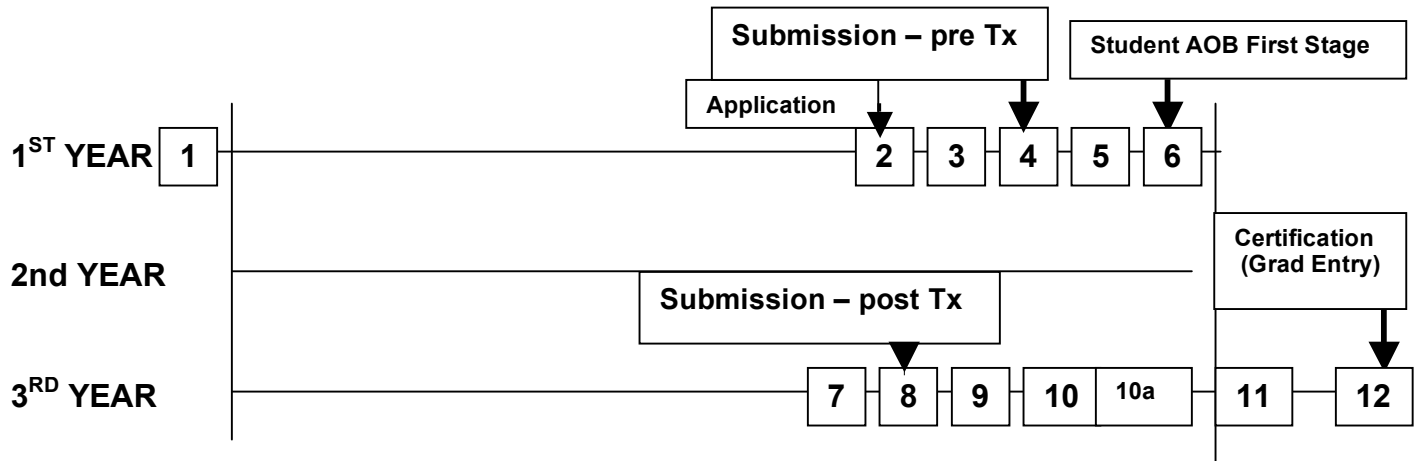 Submission – pre Tx
Student AOB First Stage
Application
1ST YEAR 1 2 3 4 5 6
Certification
(Grad Entry)
2nd YEAR
Submission – post Tx
3RD YEAR 7 8 9 10 10a 11 12